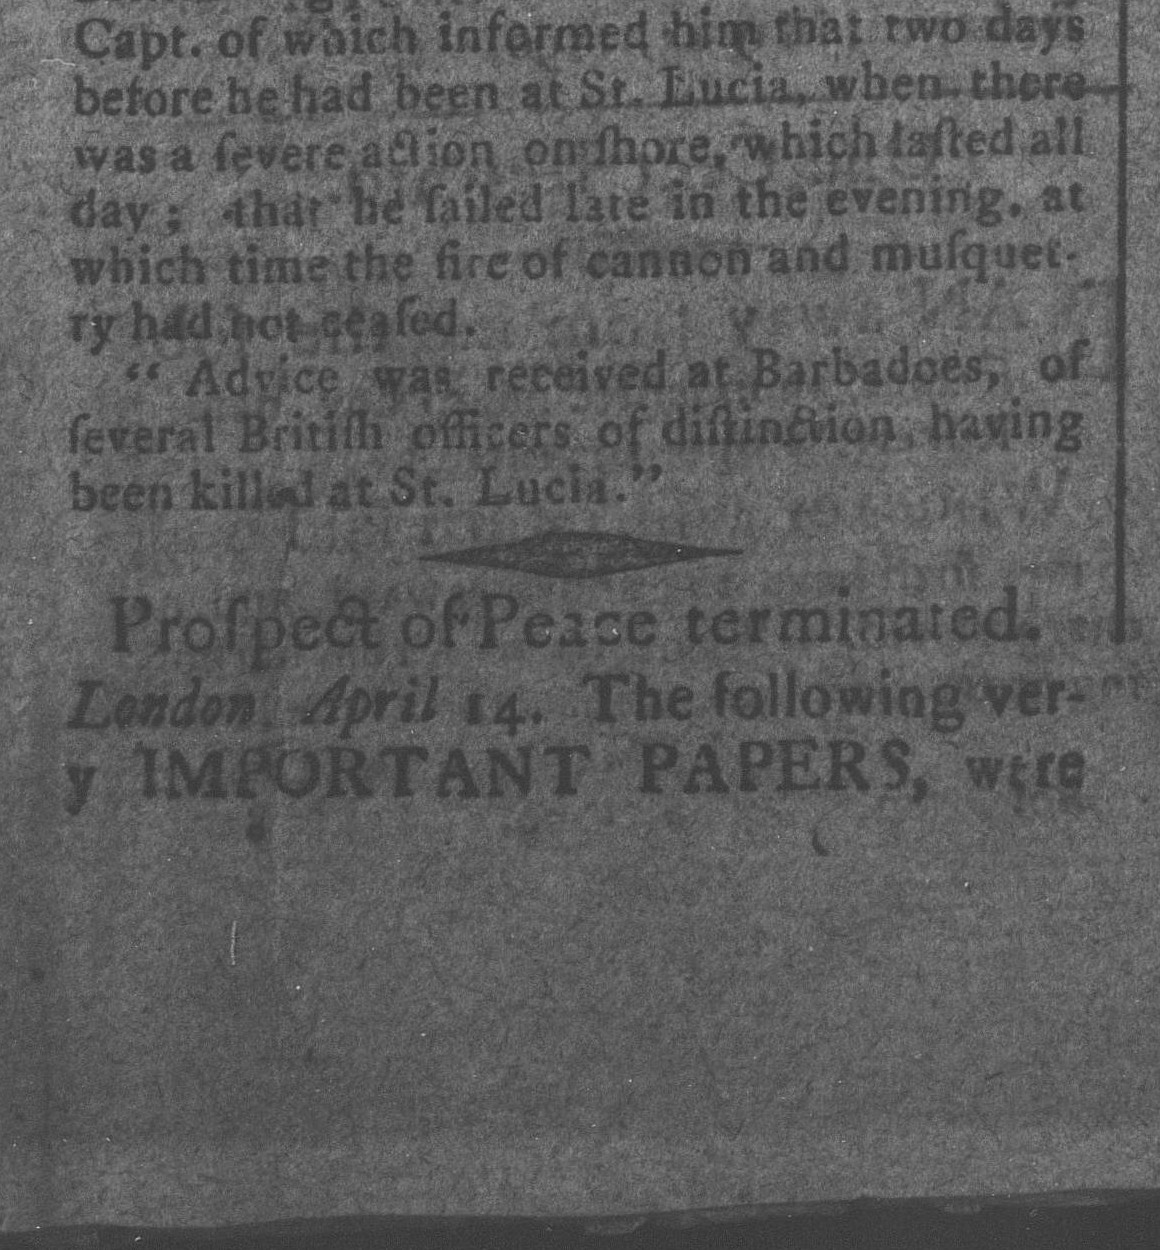 Capt. of which informed him that two days
before he had been at St. Lucia, when there
was a ſevere action on ſhore, which laſted all
day ; that he ſailed late in the evening, at
which time the fire of cannon and muſquet-
ry had not ceaſed.
“ Advice was received at Barbadoes, of
ſeveral Britiſh officers of diſtinction having
been killed at St. Lucia.”
Proſpect of Peace terminated.
London April 14. The following ver-
y IMPORTANT PAPERS, were